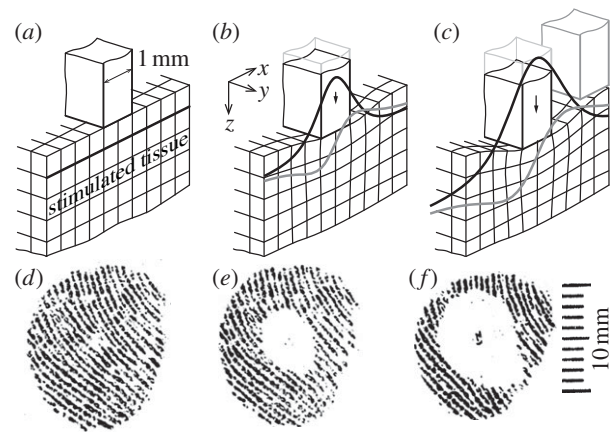 (a)
1 mm
stimulated tissue
(b)
x
y
z
(c)
(d)
(e)
(f)
10 mm